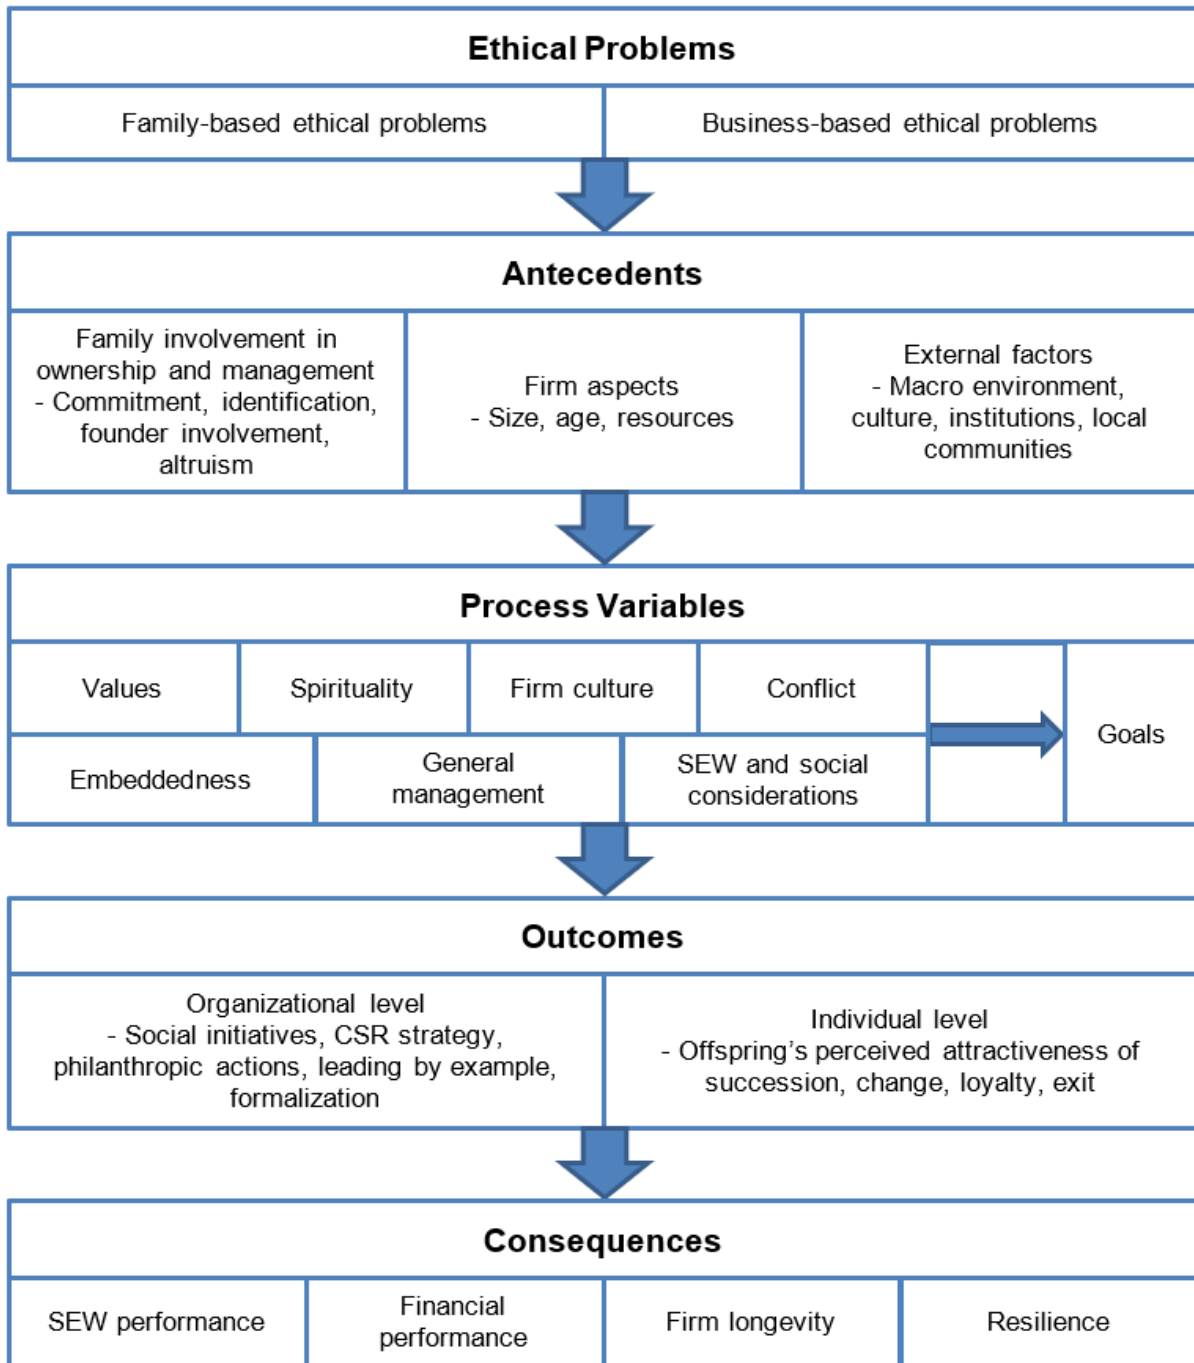 Ethical Problems
Family-based ethical problems
Business-based ethical problems
Antecedents
Family involvement in
ownership and management
- Commitment, identification,
founder involvement,
altruism
Firm aspects
- Size, age, resources
External factors
- Macro environment,
culture, institutions, local
communities
Process Variables
Values
Spirituality
Firm culture
Conflict
Embeddedness
General
management
SEW and social
considerations
Goals
Outcomes
Organizational level
- Social initiatives, CSR strategy,
philanthropic actions, leading by example,
formalization
Individual level
- Offspring's perceived attractiveness of
succession, change, loyalty, exit
Consequences
SEW performance
Financial
performance
Firm longevity
Resilience